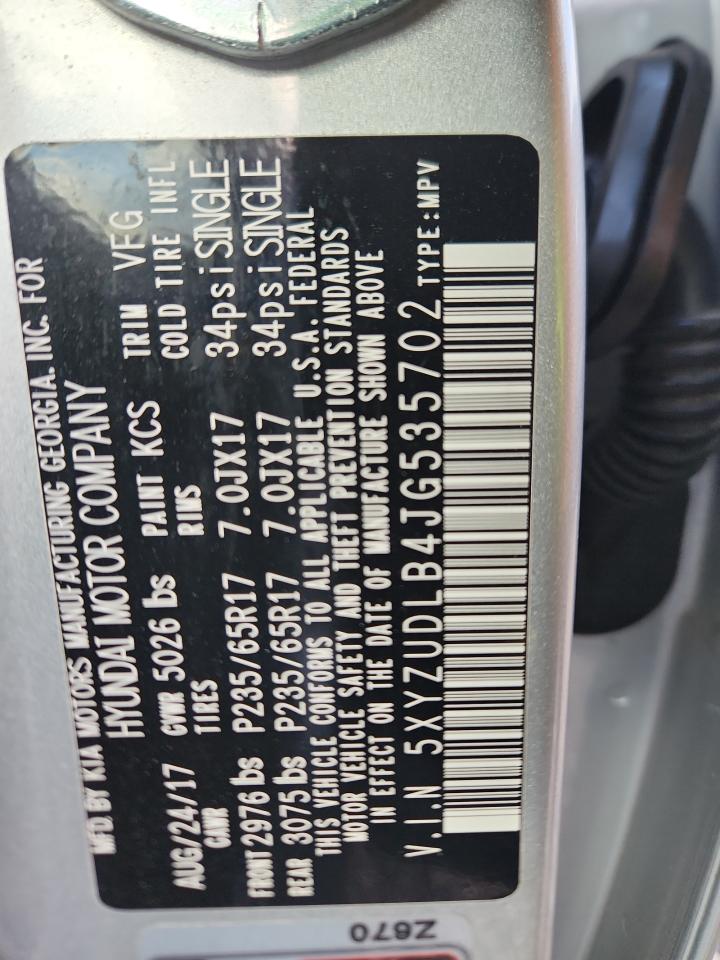 MFD.BY KIA MOTORS MANUFACTURING GEORGIA. INC. FOR
HYUNDAI MOTOR COMPANY
AUG/24/17 GVWR 5026 lbs PAINT KCS TRIM VFG
GAWR TIRES RIMS COLD TIRE INFL
FRONT 2976 lbs P235/65R17 7.0JX17 34psi SINGLE
REAR 3075 lbs P235/65R17 7.0JX17 34psi SINGLE
THIS VEHICLE CONFORMS TO ALL APPLICABLE U.S.A. FEDERAL
MOTOR VEHICLE SAFETY AND THEFT PREVENTION STANDARDS
IN EFFECT ON THE DATE OF MANUFACTURE SHOWN ABOVE
V.I.N 5XYZUDLB4JG535702 TYPE:MPV
Z670